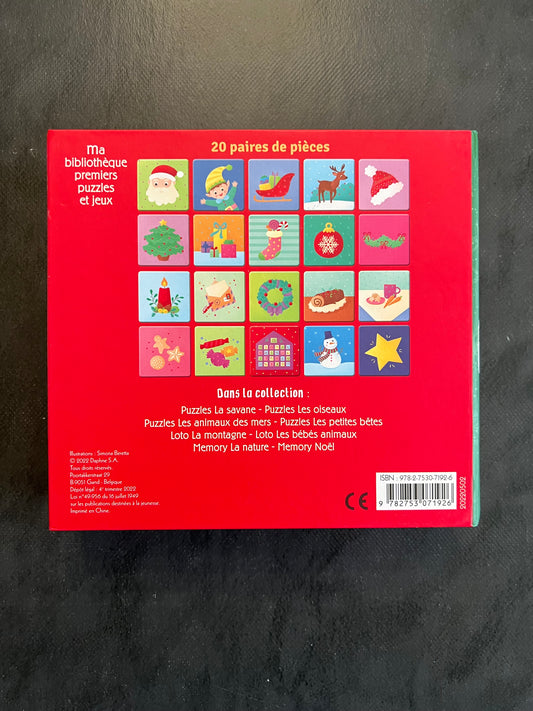 Ma
bibliothèque
premiers
puzzles
et jeux
20 paires de pièces
Dans la collection :
Puzzles La savane - Puzzles Les oiseaux
Puzzles Les animaux des mers - Puzzles Les petites bêtes
Loto La montagne - Loto Les bébés animaux
Memory La nature - Memory Noël
Illustrations : Simona Beretta
© 2022 Daphne S.A.
Tous droits réservés.
Poortakkerstraat 29
B-9051 Gand - Belgique
Dépôt légal : 4e trimestre 2022
Loi n°49-956 du 16 juillet 1949
sur les publications destinées à la jeunesse.
Imprimé en Chine.
CE
ISBN : 978-2-7530-7192-6
9 782753 071926
20220502